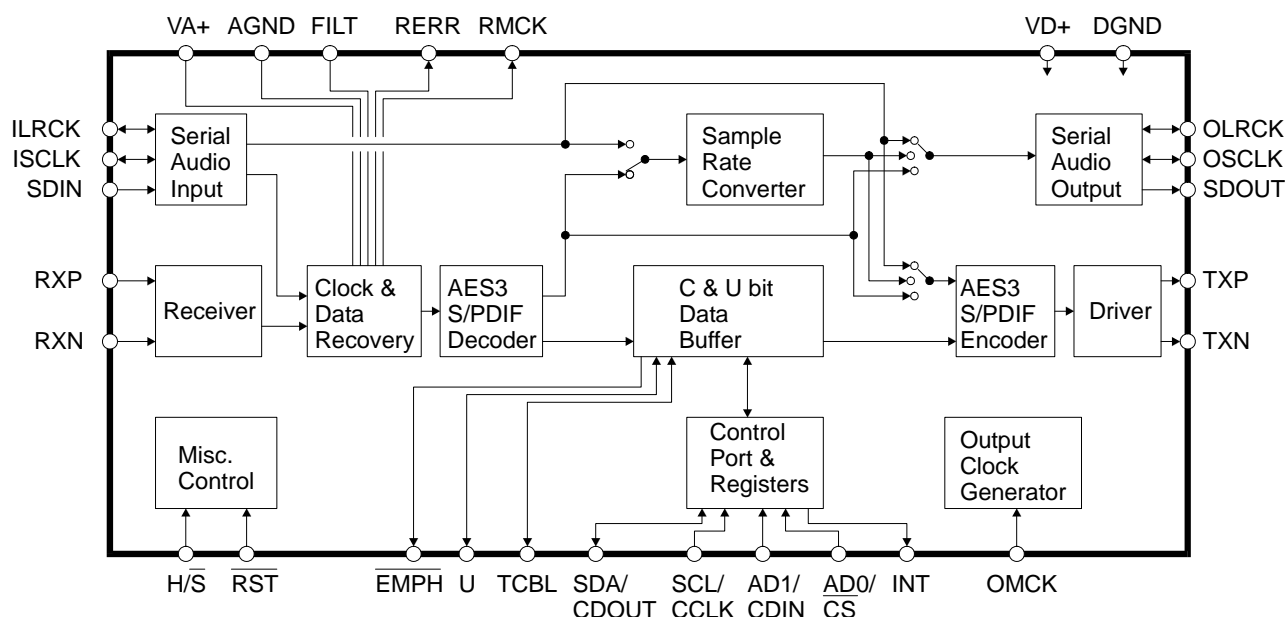 VA+ AGND FILT RERR RMCK VD+ DGND
ILRCK
ISCLK
SDIN
Serial
Audio
Input
Sample
Rate
Converter
Serial
Audio
Output
OLRCK
OSCLK
SDOUT
RXP
RXN
Receiver
Clock &
Data
Recovery
AES3
S/PDIF
Decoder
C & U bit
Data
Buffer
AES3
S/PDIF
Encoder
Driver
TXP
TXN
Misc.
Control
Control
Port &
Registers
Output
Clock
Generator
H/S̅
R̅S̅T̅
E̅M̅P̅H̅
U
TCBL
SDA/
CDOUT
SCL/
CCLK
AD1/
CDIN
AD0/
C̅S̅
INT
OMCK